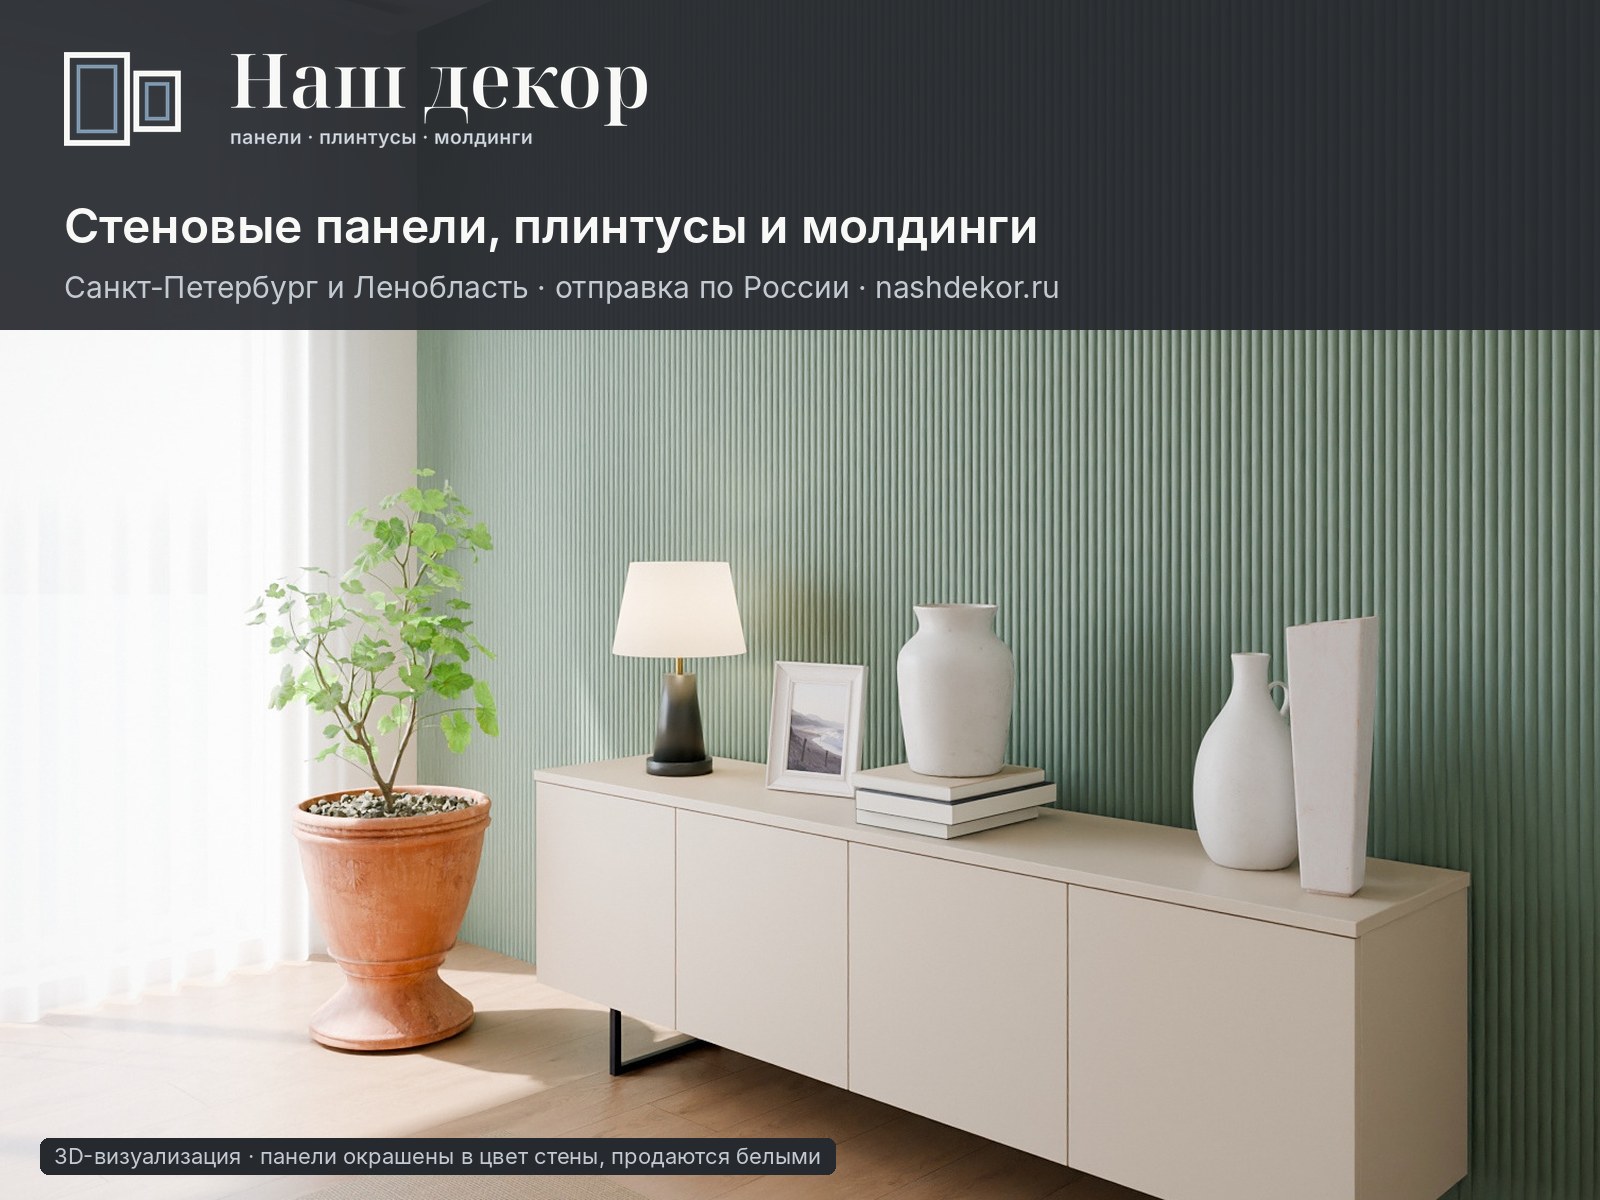 Наш декор
панели · плинтусы · молдинги
Стеновые панели, плинтусы и молдинги
Санкт-Петербург и Ленобласть · отправка по России · nashdekor.ru
3D-визуализация · панели окрашены в цвет стены, продаются белыми